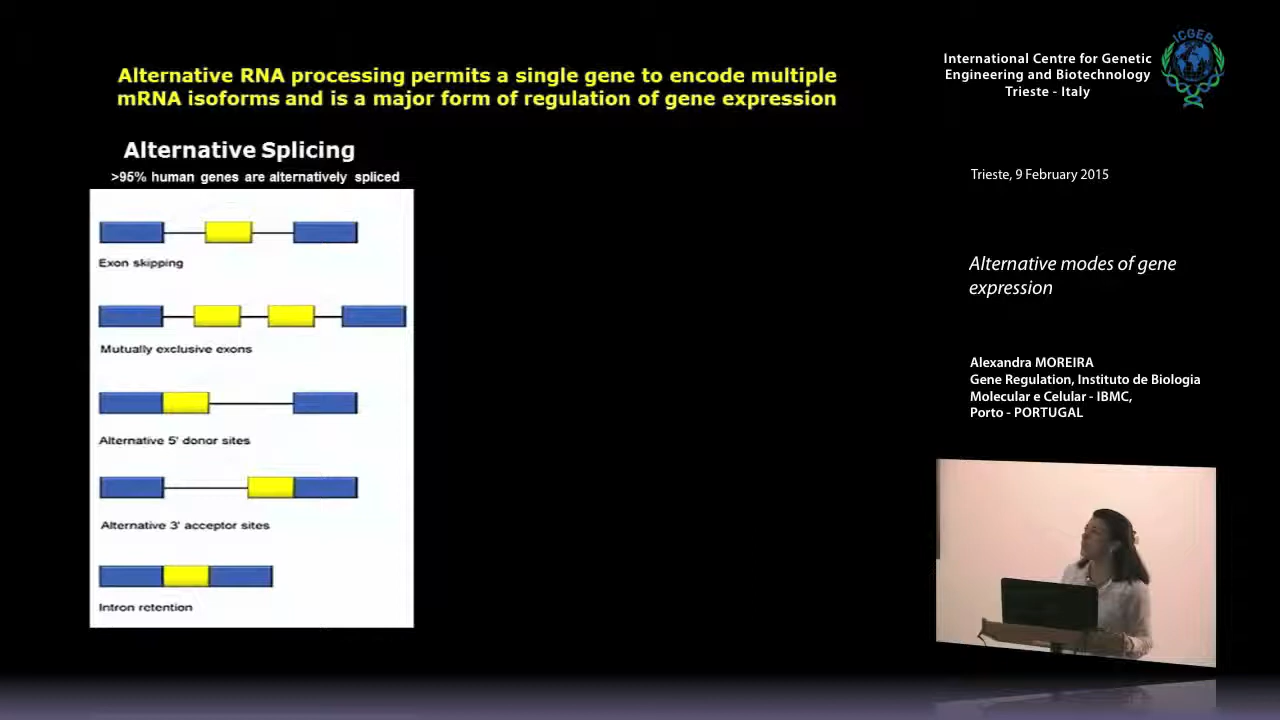 Alternative RNA processing permits a single gene to encode multiple
mRNA isoforms and is a major form of regulation of gene expression
Alternative Splicing
>95% human genes are alternatively spliced
Exon skipping
Mutually exclusive exons
Alternative 5' donor sites
Alternative 3' acceptor sites
Intron retention
International Centre for Genetic
Engineering and Biotechnology
Trieste - Italy
ICGEB
Trieste, 9 February 2015
Alternative modes of gene
expression
Alexandra MOREIRA
Gene Regulation, Instituto de Biologia
Molecular e Celular - IBMC,
Porto - PORTUGAL